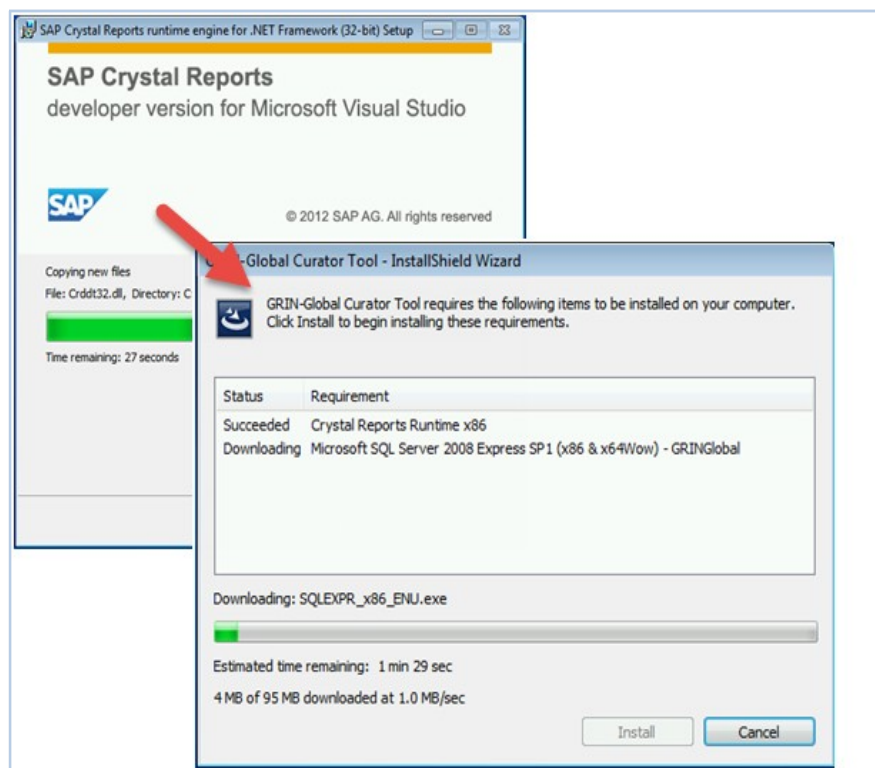 SAP Crystal Reports runtime engine for .NET Framework (32-bit) Setup
SAP Crystal Reports
developer version for Microsoft Visual Studio
SAP
© 2012 SAP AG. All rights reserved
Copying new files
File: Crddt32.dll, Directory: C
Time remaining: 27 seconds
-Global Curator Tool - InstallShield Wizard
GRIN-Global Curator Tool requires the following items to be installed on your computer.
Click Install to begin installing these requirements.
Status Requirement
Succeeded Crystal Reports Runtime x86
Downloading Microsoft SQL Server 2008 Express SP1 (x86 & x64Wow) - GRINGlobal
Downloading: SQLEXPR_x86_ENU.exe
Estimated time remaining: 1 min 29 sec
4 MB of 95 MB downloaded at 1.0 MB/sec
Install Cancel